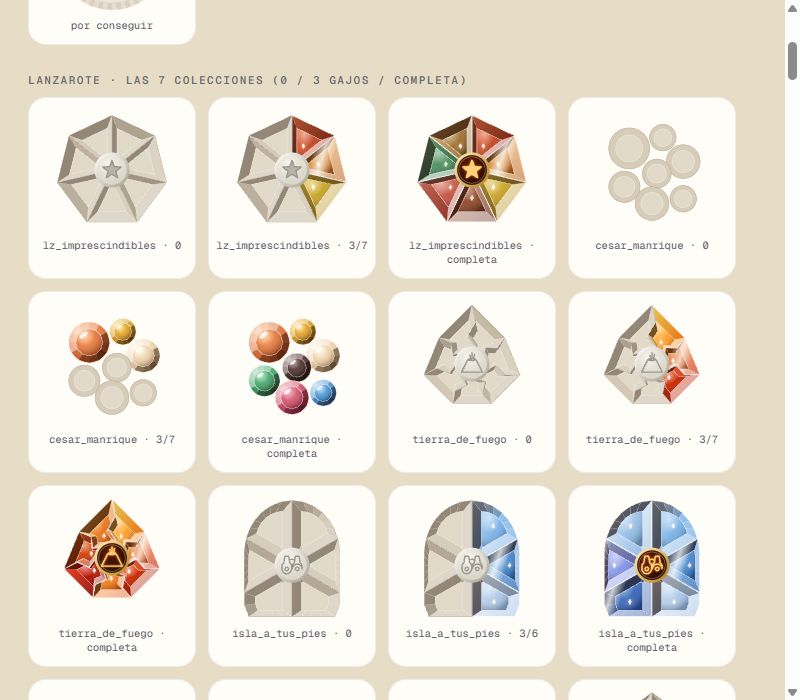 por conseguir
LANZAROTE · LAS 7 COLECCIONES (0 / 3 GAJOS / COMPLETA)
lz_imprescindibles · 0
lz_imprescindibles · 3/7
lz_imprescindibles ·
completa
cesar_manrique · 0
cesar_manrique · 3/7
cesar_manrique ·
completa
tierra_de_fuego · 0
tierra_de_fuego · 3/7
tierra_de_fuego ·
completa
isla_a_tus_pies · 0
isla_a_tus_pies · 3/6
isla_a_tus_pies ·
completa